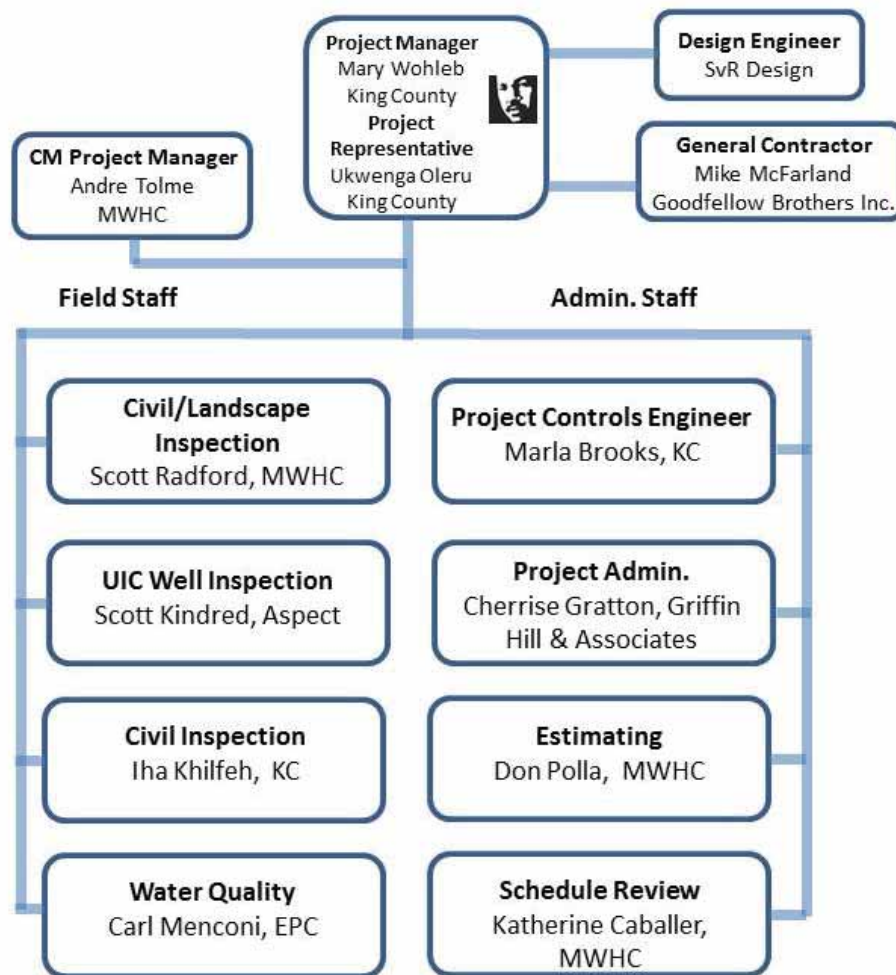 Project Manager
Mary Wohleb
King County
Project
Representative
Ukwenga Oleru
King County
Design Engineer
SvR Design
General Contractor
Mike McFarland
Goodfellow Brothers Inc.
CM Project Manager
Andre Tolme
MWHC
Field Staff
Admin. Staff
Civil/Landscape
Inspection
Scott Radford, MWHC
UIC Well Inspection
Scott Kindred, Aspect
Civil Inspection
Iha Khilfeh, KC
Water Quality
Carl Menconi, EPC
Project Controls Engineer
Marla Brooks, KC
Project Admin.
Cherrise Gratton, Griffin
Hill & Associates
Estimating
Don Polla, MWHC
Schedule Review
Katherine Caballer,
MWHC